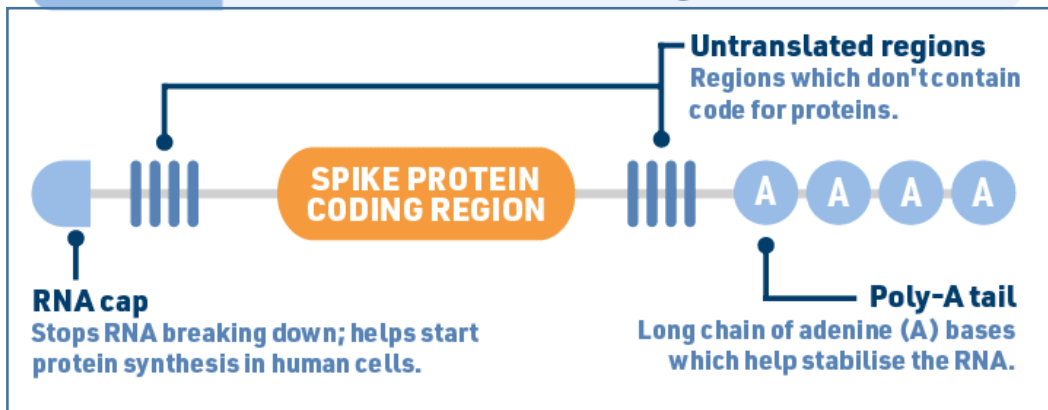 Untranslated regions
Regions which don't contain
code for proteins.
SPIKE PROTEIN
CODING REGION
A A A A
RNA cap
Stops RNA breaking down; helps start
protein synthesis in human cells.
Poly-A tail
Long chain of adenine (A) bases
which help stabilise the RNA.